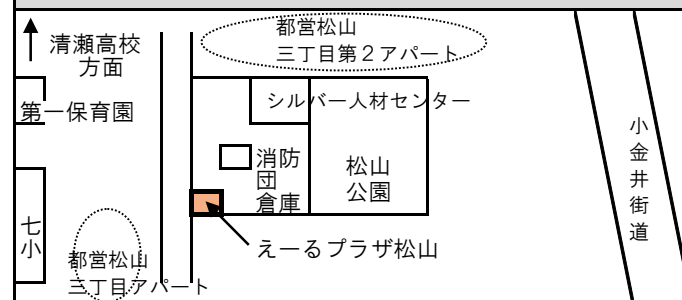 都営松山
三丁目第２アパート
清瀬高校
方面
シルバー人材センター
第一保育園
小金井街道
消防
団
倉庫
松山
公園
七小
えーるプラザ松山
都営松山
三丁目アパート